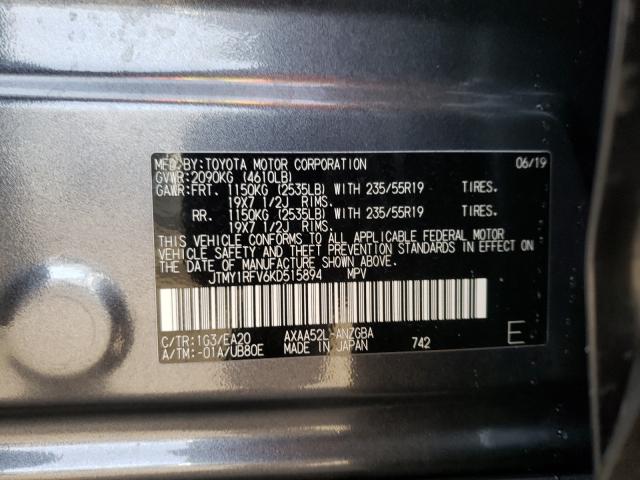 MFD.BY:TOYOTA MOTOR CORPORATION 06/19
GVWR:2090KG (4610LB)
GAWR:FRT. 1150KG (2535LB) WITH 235/55R19 TIRES.
19X7 1/2J RIMS.
RR. 1150KG (2535LB) WITH 235/55R19 TIRES.
19X7 1/2J RIMS.
THIS VEHICLE CONFORMS TO ALL APPLICABLE FEDERAL MOTOR
VEHICLE SAFETY AND THEFT PREVENTION STANDARDS IN EFFECT ON
THE DATE OF MANUFACTURE SHOWN ABOVE.
JTMY1RFV6KD515894 MPV
C/TR:1G3/EA20 AXAA52L-ANZGBA
A/TM:-01A/UB80E MADE IN JAPAN 742 E